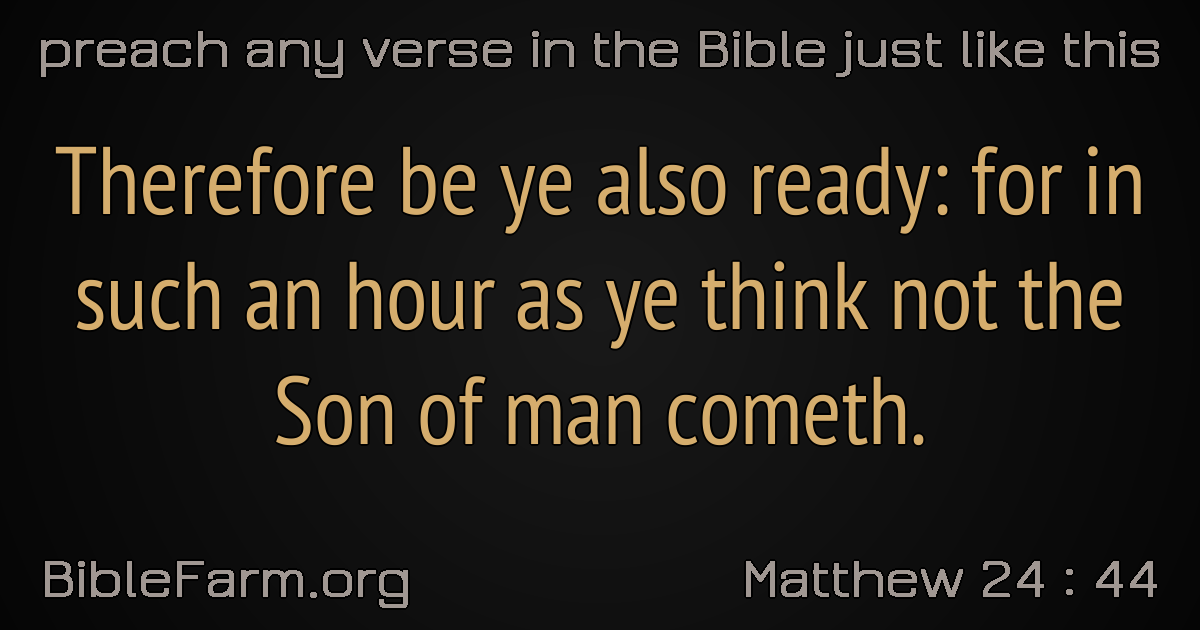 preach any verse in the Bible just like this
Therefore be ye also ready: for in
such an hour as ye think not the
Son of man cometh.
BibleFarm.org
Matthew 24 : 44